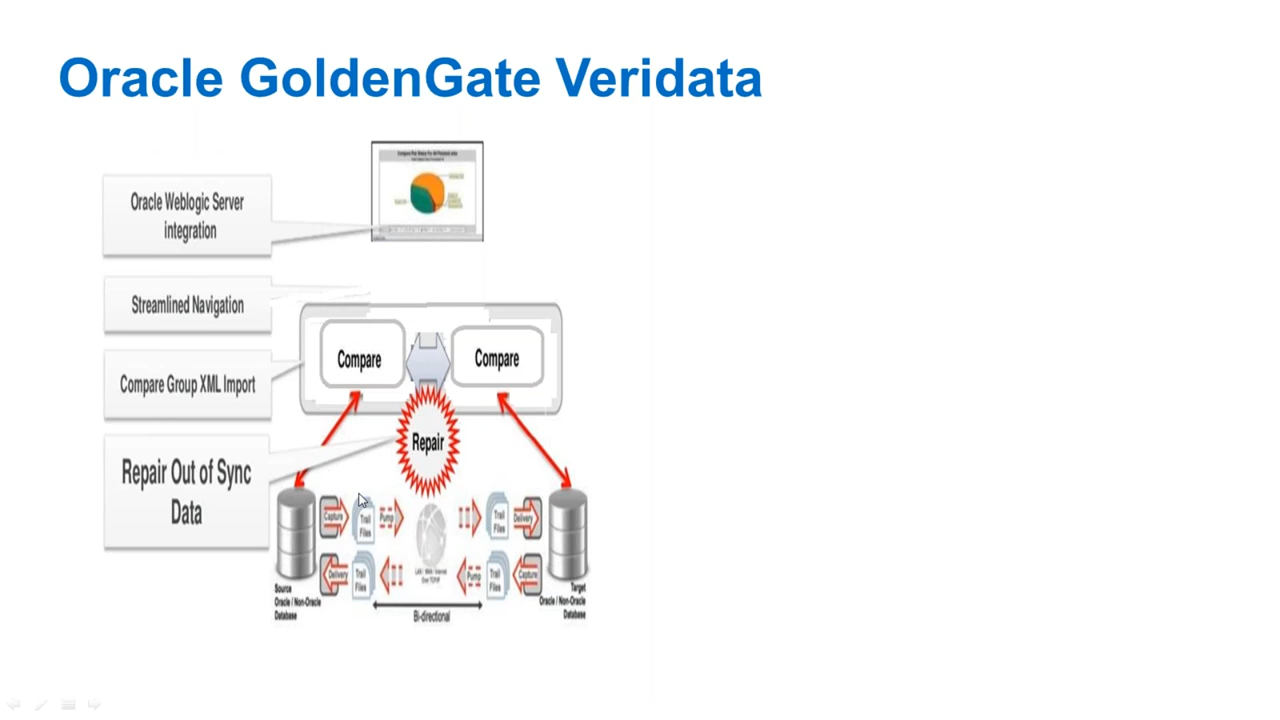 Oracle GoldenGate Veridata
Oracle Weblogic Server
integration
Streamlined Navigation
Compare Group XML Import
Repair Out of Sync
Data
Compare
Compare
Repair
Capture
Trail
Files
Pump
Trail
Files
Delivery
Delivery
Trail
Files
Pump
Trail
Files
Capture
Source
Oracle / Non-Oracle
Database
Bi-directional
Target
Oracle / Non-Oracle
Database